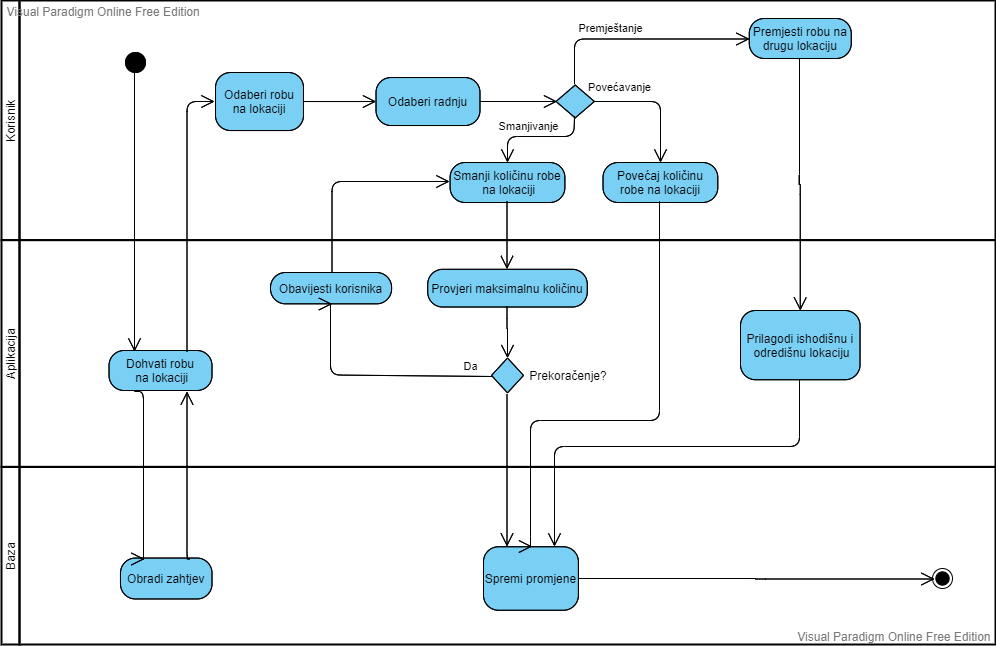 Visual Paradigm Online Free Edition
Korisnik
Premještanje
Premjesti robu na
drugu lokaciju
Odaberi robu
na lokaciji
Odaberi radnju
Povećavanje
Smanjivanje
Smanji količinu robe
na lokaciji
Povećaj količinu
robe na lokaciji
Aplikacija
Obavijesti korisnika
Provjeri maksimalnu količinu
Prilagodi ishodišnu i
odredišnu lokaciju
Dohvati robu
na lokaciji
Da
Prekoračenje?
Baza
Obradi zahtjev
Spremi promjene
Visual Paradigm Online Free Edition